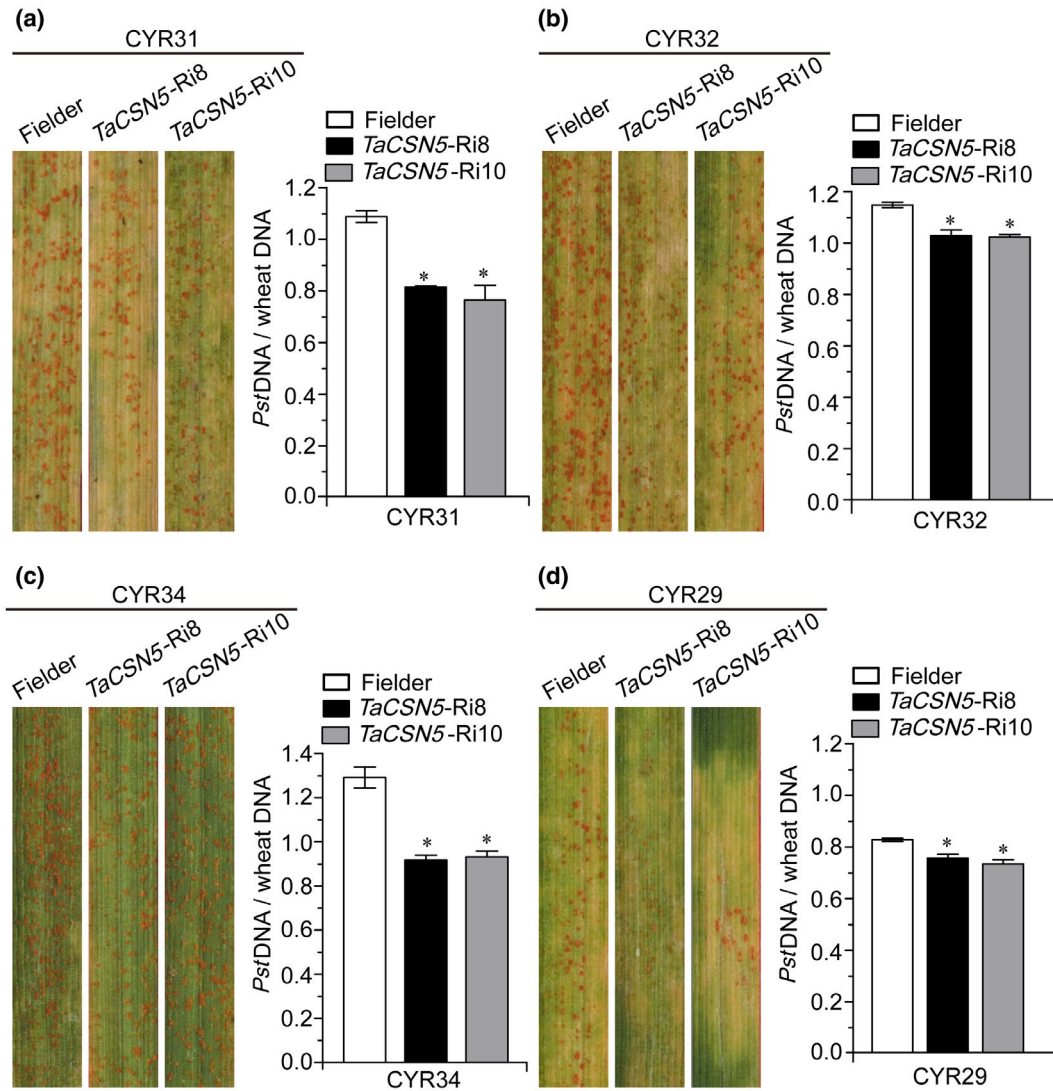 (a)
CYR31
Fielder
TaCSN5-Ri8
TaCSN5-Ri10
Fielder
TaCSN5-Ri8
TaCSN5-Ri10
PstDNA / wheat DNA
1.2
1.0
0.8
0.6
0.4
0.2
0.0
*
*
CYR31
(b)
CYR32
Fielder
TaCSN5-Ri8
TaCSN5-Ri10
Fielder
TaCSN5-Ri8
TaCSN5-Ri10
PstDNA / wheat DNA
1.2
1.0
0.8
0.6
0.4
0.2
0.0
*
*
CYR32
(c)
CYR34
Fielder
TaCSN5-Ri8
TaCSN5-Ri10
Fielder
TaCSN5-Ri8
TaCSN5-Ri10
PstDNA / wheat DNA
1.4
1.2
1.0
0.8
0.6
0.4
0.2
0.0
*
*
CYR34
(d)
CYR29
Fielder
TaCSN5-Ri8
TaCSN5-Ri10
Fielder
TaCSN5-Ri8
TaCSN5-Ri10
PstDNA / wheat DNA
1.2
1.0
0.8
0.6
0.4
0.2
0.0
*
*
CYR29